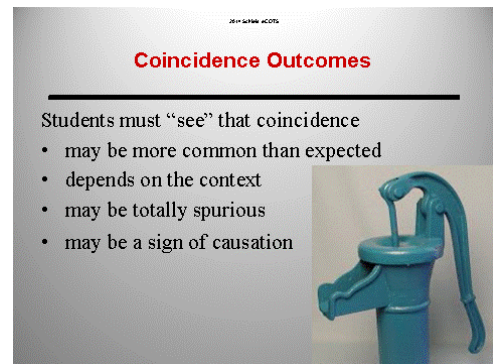 Coincidence Outcomes
Students must “see” that coincidence
• may be more common than expected
• depends on the context
• may be totally spurious
• may be a sign of causation